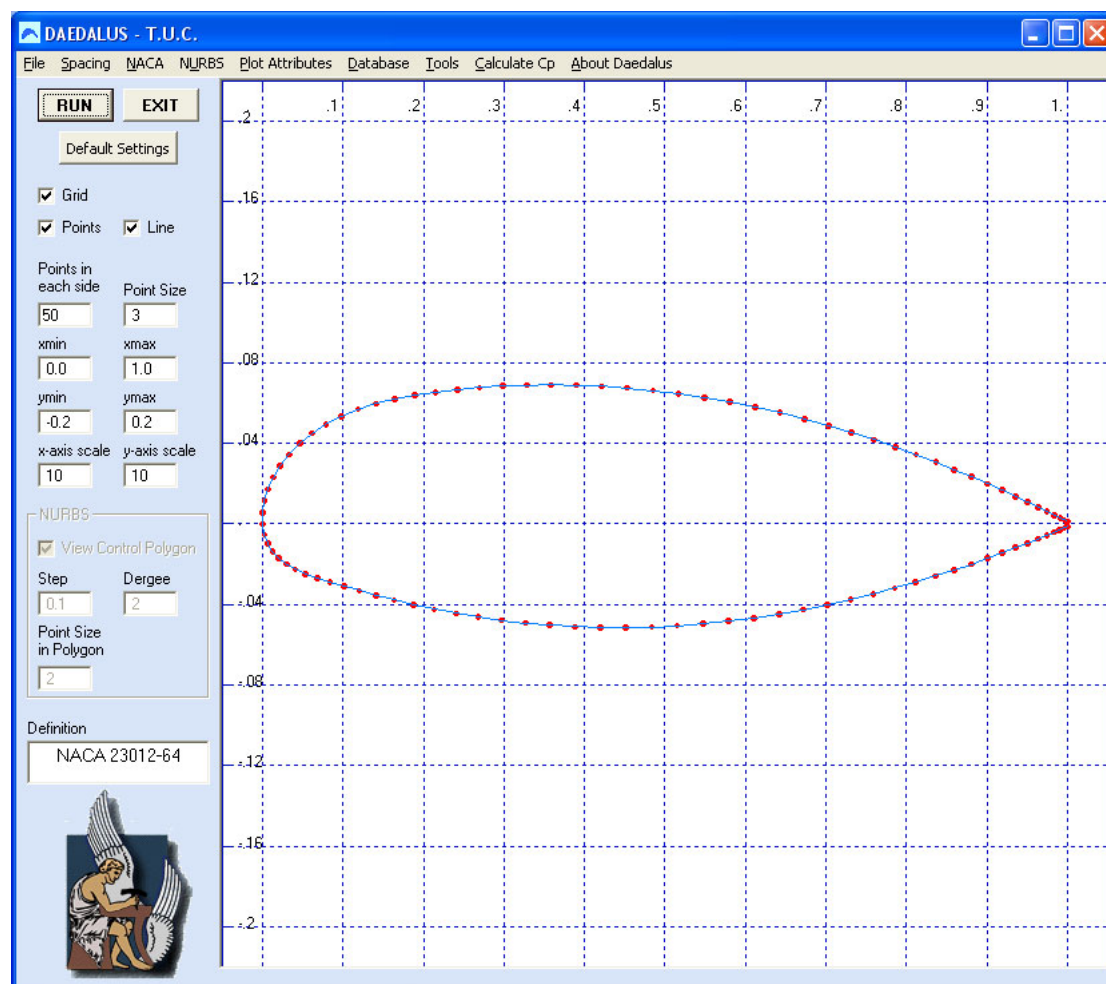 DAEDALUS - T.U.C.
File Spacing NACA NURBS Plot Attributes Database Tools Calculate Cp About Daedalus
RUN EXIT
Default Settings
Grid
Points Line
Points in
each side Point Size
50 3
xmin xmax
0.0 1.0
ymin ymax
-0.2 0.2
x-axis scale y-axis scale
10 10
NURBS
View Control Polygon
Step Dergee
0.1 2
Point Size
in Polygon
2
Definition
NACA 23012-64
.1 .2 .3 .4 .5 .6 .7 .8 .9 1.
.2
.16
.12
.08
.04
-.04
-.08
-.12
-.16
-.2